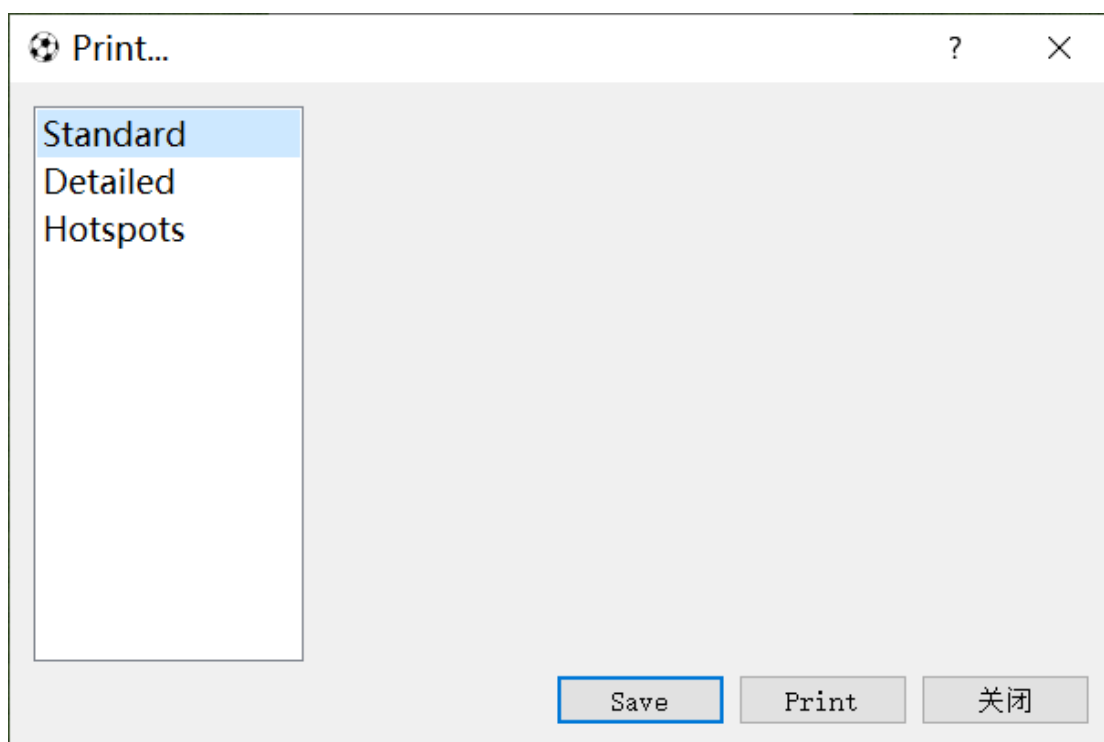 Print...
?
Standard
Detailed
Hotspots
Save
Print
关闭